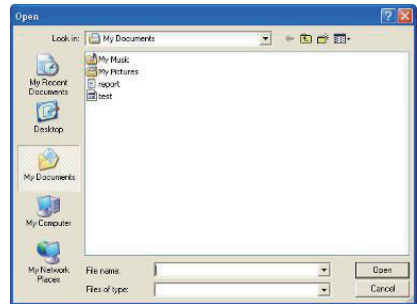 Open
Look in: My Documents
My Recent
Documents
Desktop
My Documents
My Computer
My Network
Places
My Music
My Pictures
report
test
File name: Open
Files of type: Cancel